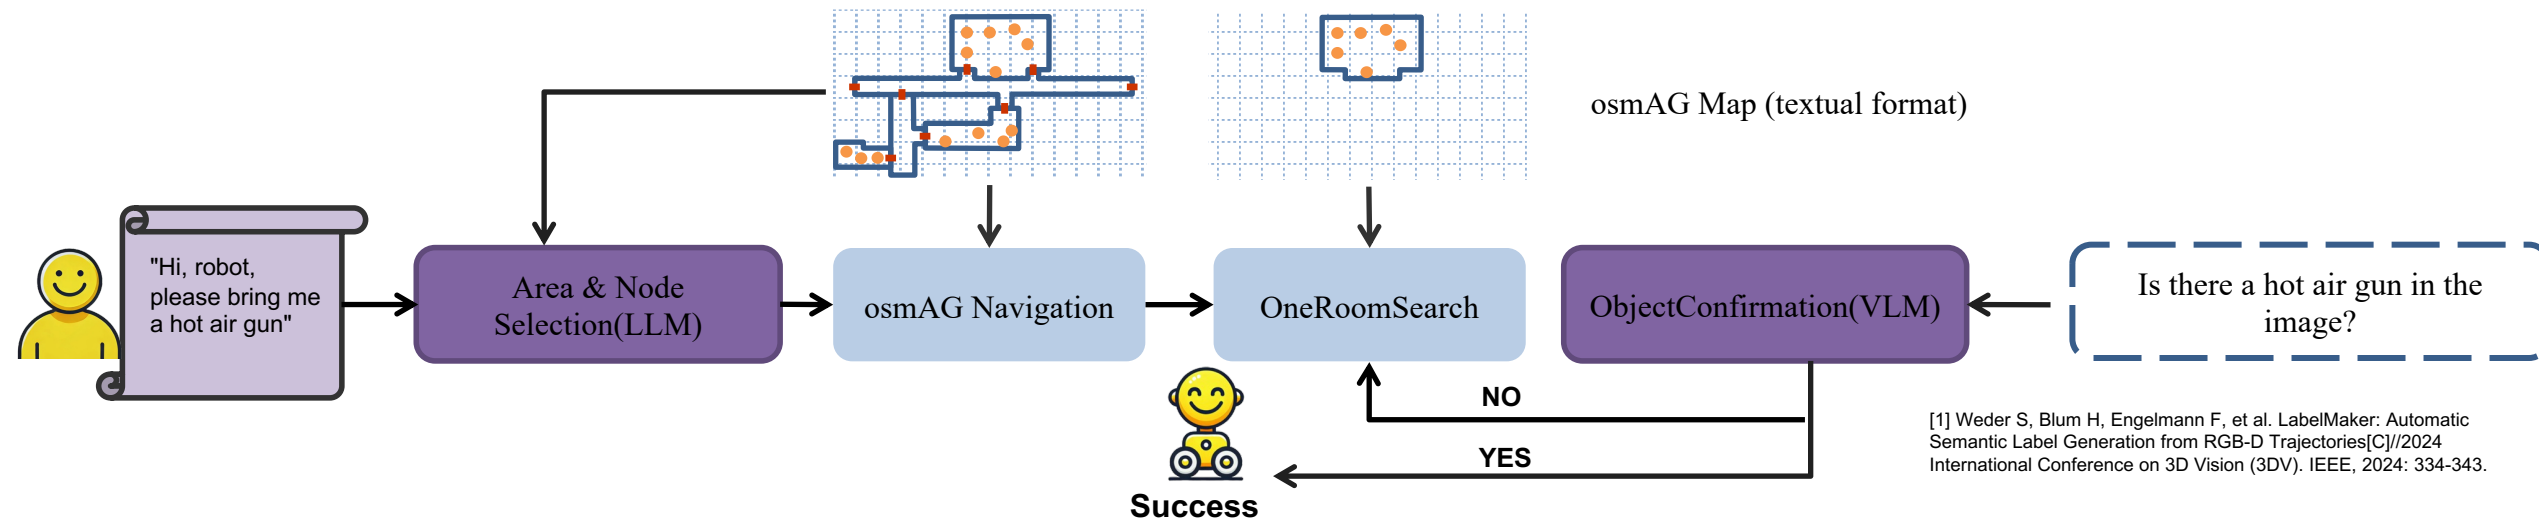 osmAG Map (textual format)
"Hi, robot,
please bring me
a hot air gun"
Area & Node
Selection(LLM)
osmAG Navigation
OneRoomSearch
ObjectConfirmation(VLM)
Is there a hot air gun in the
image?
NO
YES
Success
[1] Weder S, Blum H, Engelmann F, et al. LabelMaker: Automatic
Semantic Label Generation from RGB-D Trajectories[C]//2024
International Conference on 3D Vision (3DV). IEEE, 2024: 334-343.